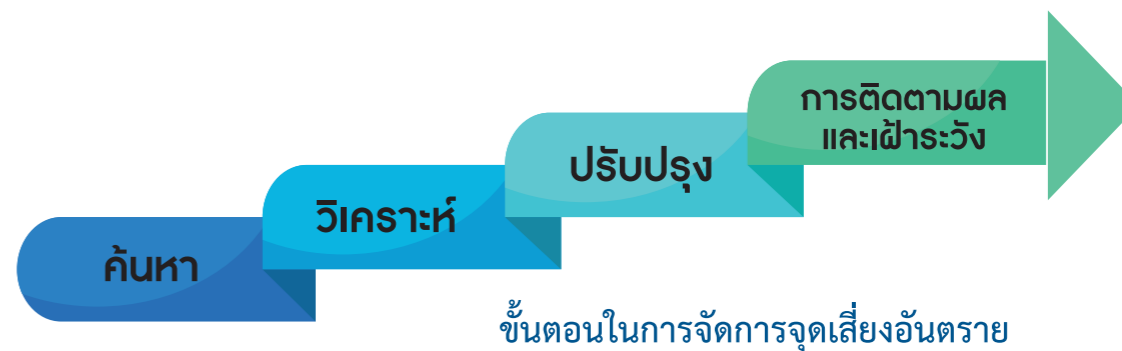 ค้นหา
วิเคราะห์
ปรับปรุง
การติดตามผล
และเฝ้าระวัง
ขั้นตอนในการจัดการจุดเสี่ยงอันตราย